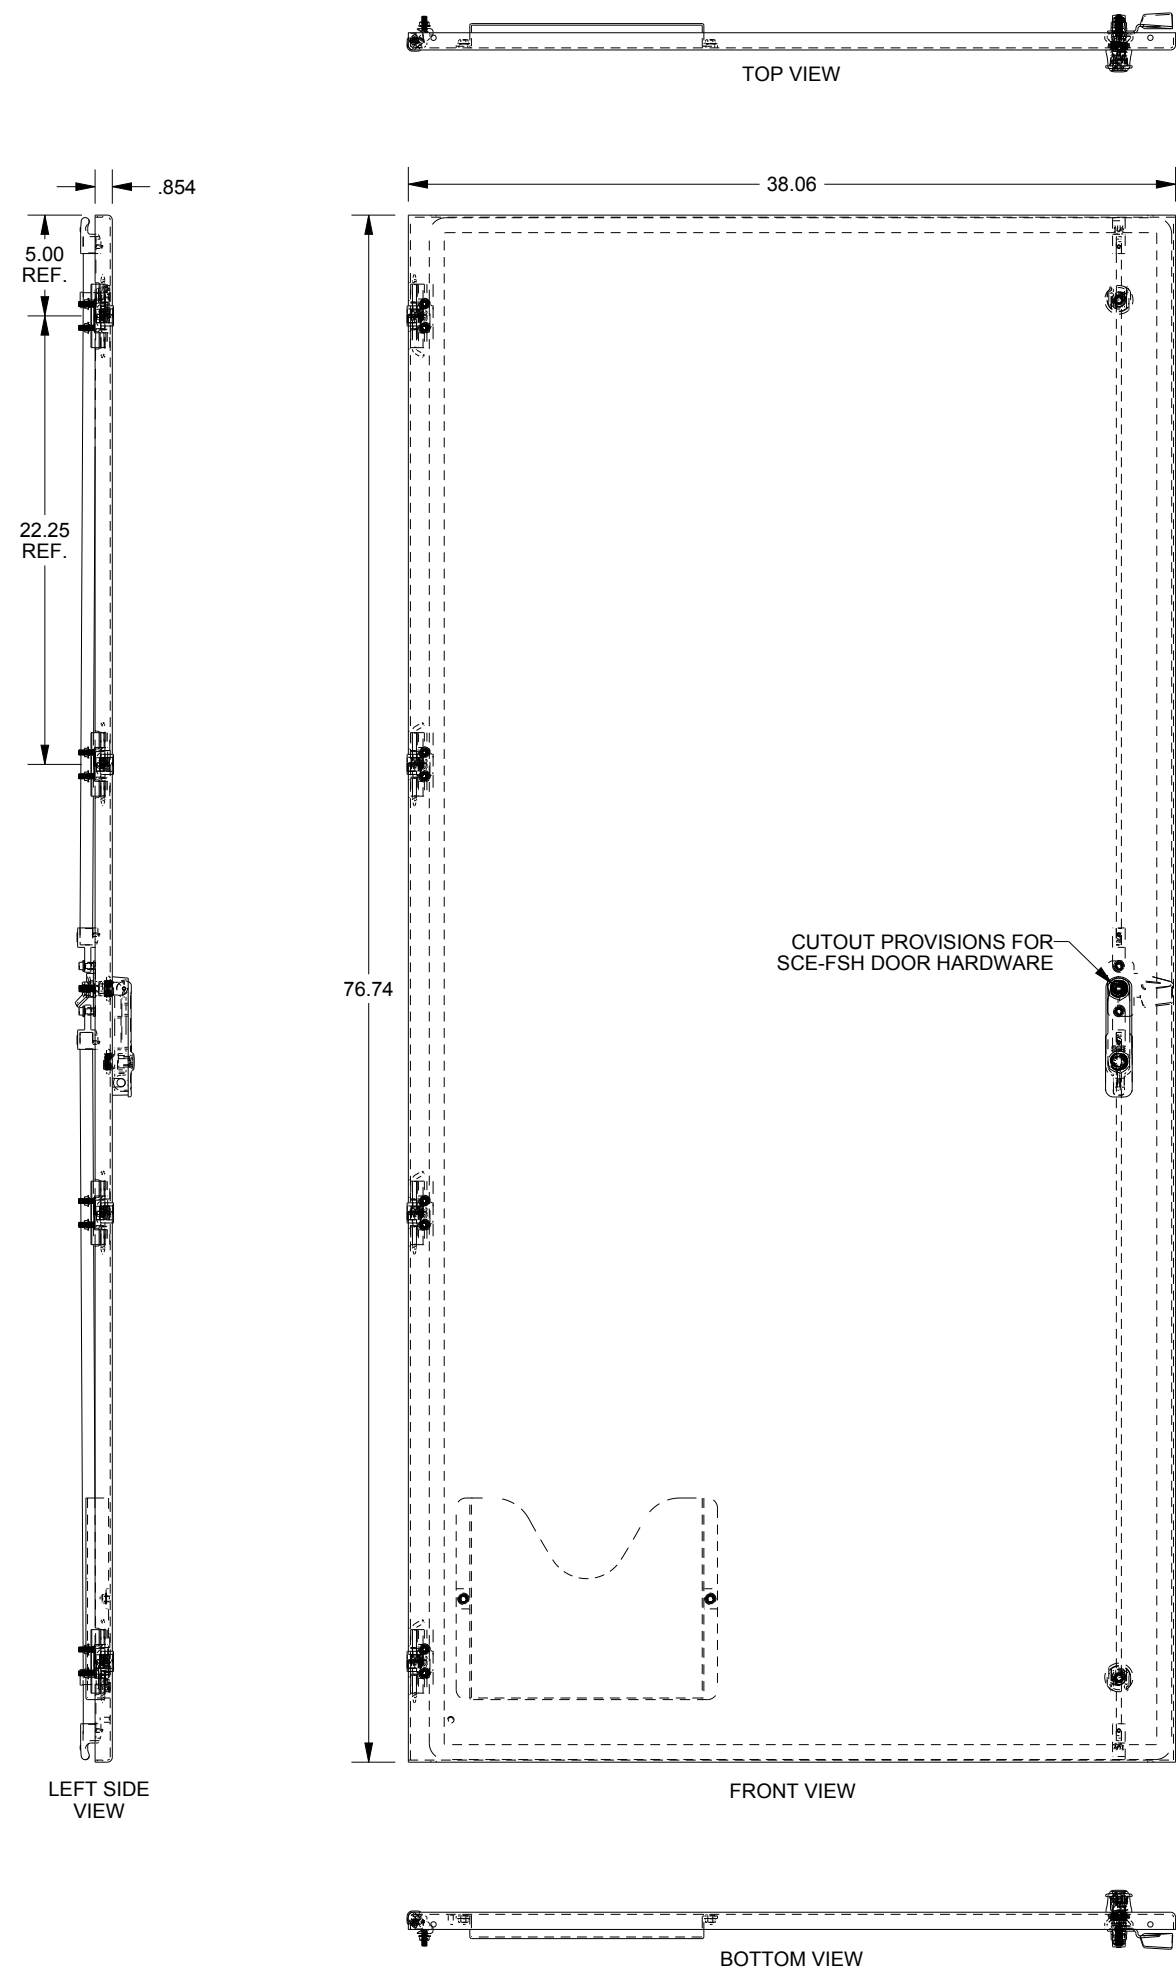 TOP VIEW
.854
38.06
5.00
REF.
22.25
REF.
CUTOUT PROVISIONS FOR
SCE-FSH DOOR HARDWARE
76.74
LEFT SIDE
VIEW
FRONT VIEW
BOTTOM VIEW